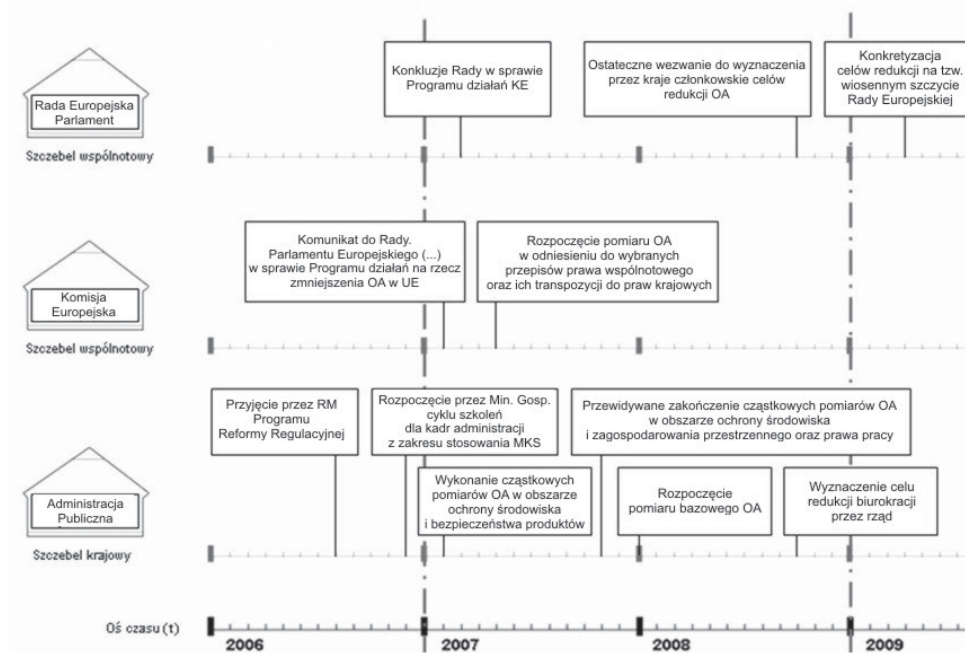 Rada Europejska
Parlament
Szczebel wspólnotowy
Konkluzje Rady w sprawie
Programu działań KE
Ostateczne wezwanie do wyznaczenia
przez kraje członkowskie celów
redukcji OA
Konkretyzacja
celów redukcji na tzw.
wiosennym szczycie
Rady Europejskiej
Komisja
Europejska
Szczebel wspólnotowy
Komunikat do Rady.
Parlamentu Europejskiego (...)
w sprawie Programu działań na rzecz
zmniejszenia OA w UE
Rozpoczęcie pomiaru OA
w odniesieniu do wybranych
przepisów prawa wspólnotowego
oraz ich transpozycji do praw krajowych
Administracja
Publiczna
Szczebel krajowy
Przyjęcie przez RM
Programu
Reformy Regulacyjnej
Rozpoczęcie przez Min. Gosp.
cyklu szkoleń
dla kadr administracji
z zakresu stosowania MKS
Przewidywane zakończenie cząstkowych pomiarów OA
w obszarze ochrony środowiska
i zagospodarowania przestrzennego oraz prawa pracy
Wykonanie cząstkowych
pomiarów OA w obszarze
ochrony środowiska
i bezpieczeństwa produktów
Rozpoczęcie
pomiaru bazowego OA
Wyznaczenie celu
redukcji biurokracji
przez rząd
Oś czasu (t)
2006
2007
2008
2009